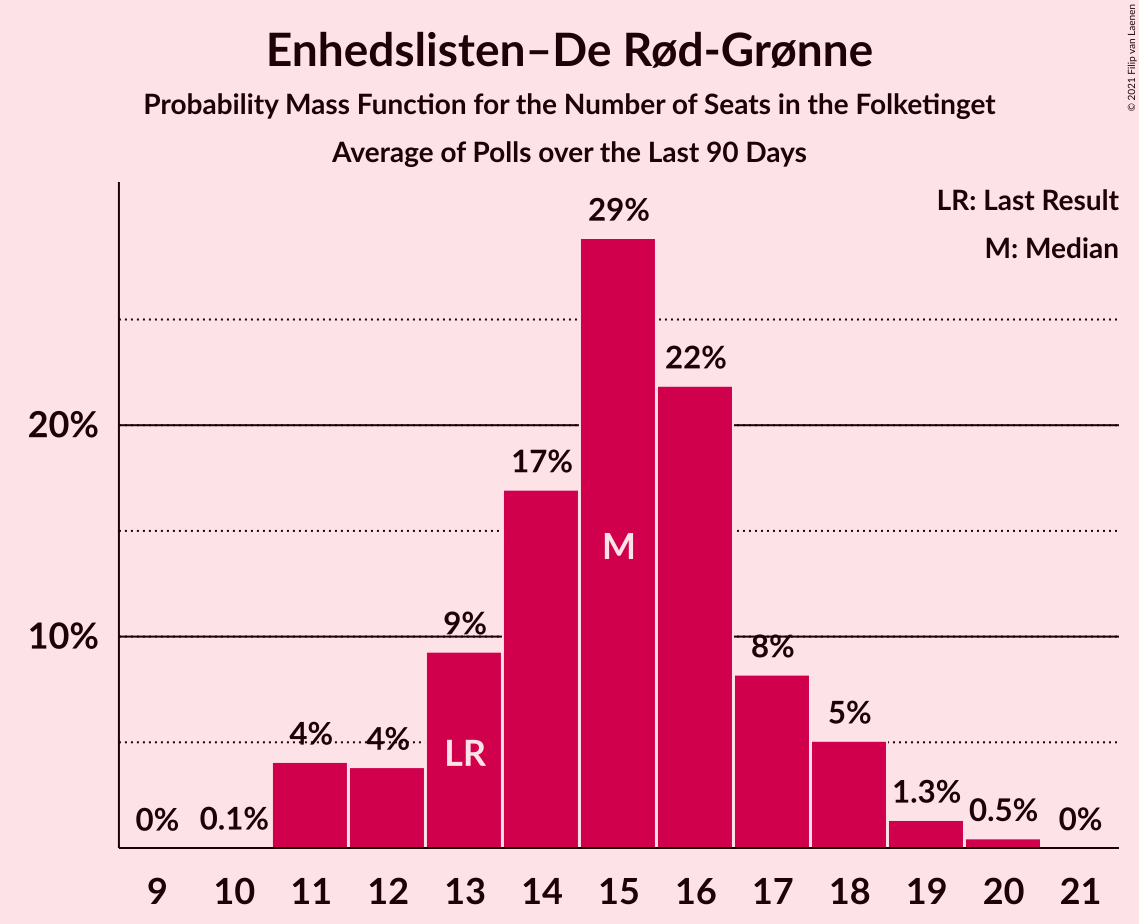 Enhedslisten–De Rød-Grønne
Probability Mass Function for the Number of Seats in the Folketinget
Average of Polls over the Last 90 Days
© 2021 Filip van Laenen
LR: Last Result
M: Median
29%
22%
20%
17%
M
10%
9%
8%
5%
4%
4%
LR
1.3%
0.5%
0%
0.1%
0%
9 10 11 12 13 14 15 16 17 18 19 20 21